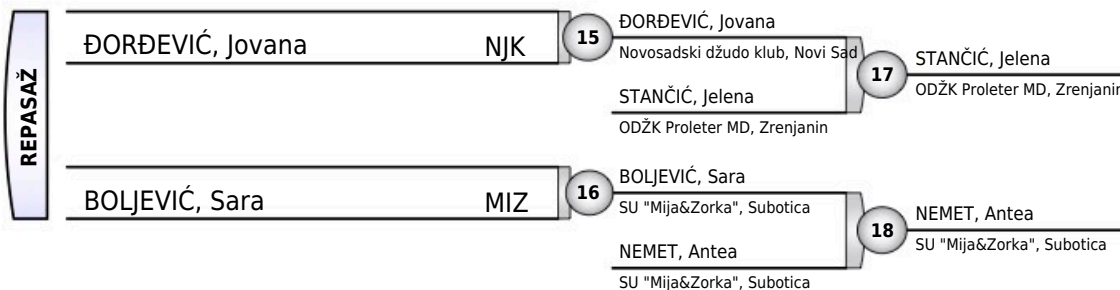 REPASAŽ
ĐORĐEVIĆ, Jovana NJK
15
ĐORĐEVIĆ, Jovana
Novosadski džudo klub, Novi Sad
STANČIĆ, Jelena
ODŽK Proleter MD, Zrenjanin
17
STANČIĆ, Jelena
ODŽK Proleter MD, Zrenjanin
BOLJEVIĆ, Sara MIZ
16
BOLJEVIĆ, Sara
SU "Mija&Zorka", Subotica
NEMET, Antea
SU "Mija&Zorka", Subotica
18
NEMET, Antea
SU "Mija&Zorka", Subotica